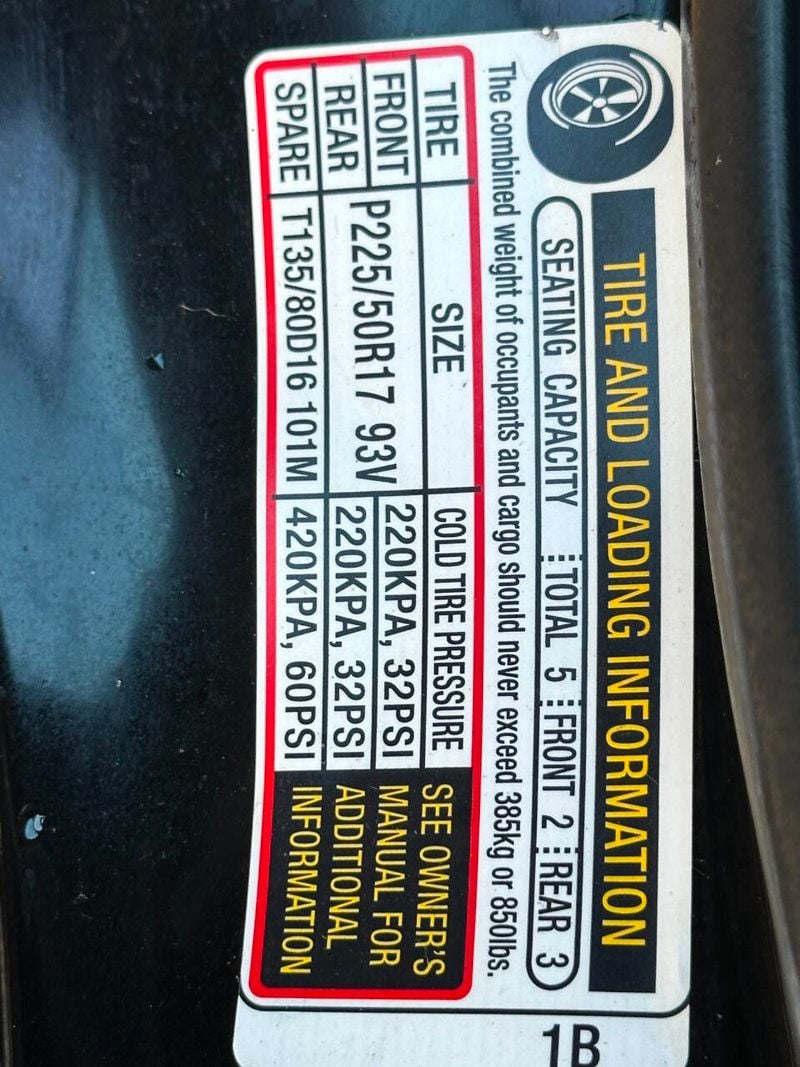 TIRE AND LOADING INFORMATION
SEATING CAPACITY TOTAL 5 FRONT 2 REAR 3
The combined weight of occupants and cargo should never exceed 385kg or 850lbs.
TIRE SIZE COLD TIRE PRESSURE SEE OWNER'S
FRONT P225/50R17 93V 220KPA, 32PSI MANUAL FOR
REAR 220KPA, 32PSI ADDITIONAL
SPARE T135/80D16 101M 420KPA, 60PSI INFORMATION
1B